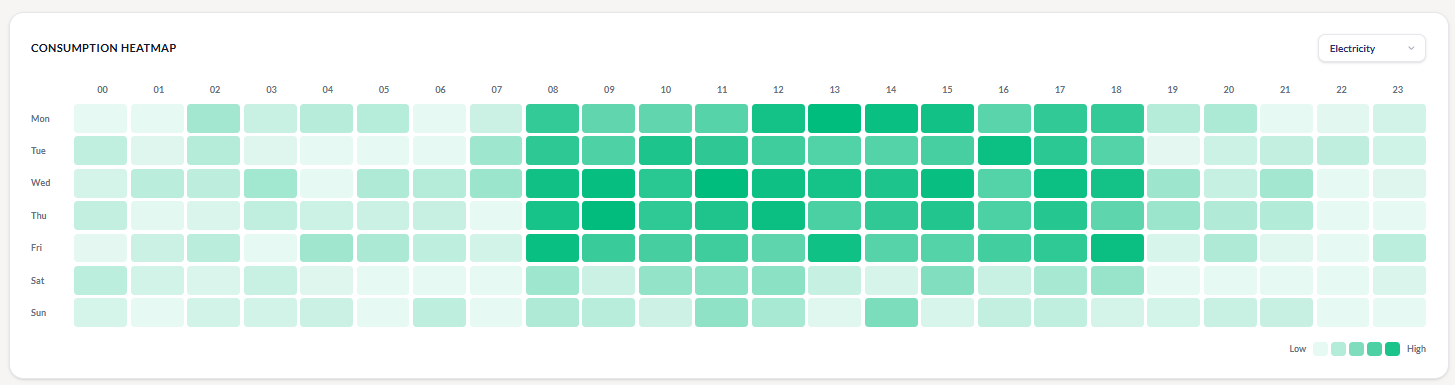 CONSUMPTION HEATMAP
Electricity
00 01 02 03 04 05 06 07 08 09 10 11 12 13 14 15 16 17 18 19 20 21 22 23
Mon
Tue
Wed
Thu
Fri
Sat
Sun
Low High